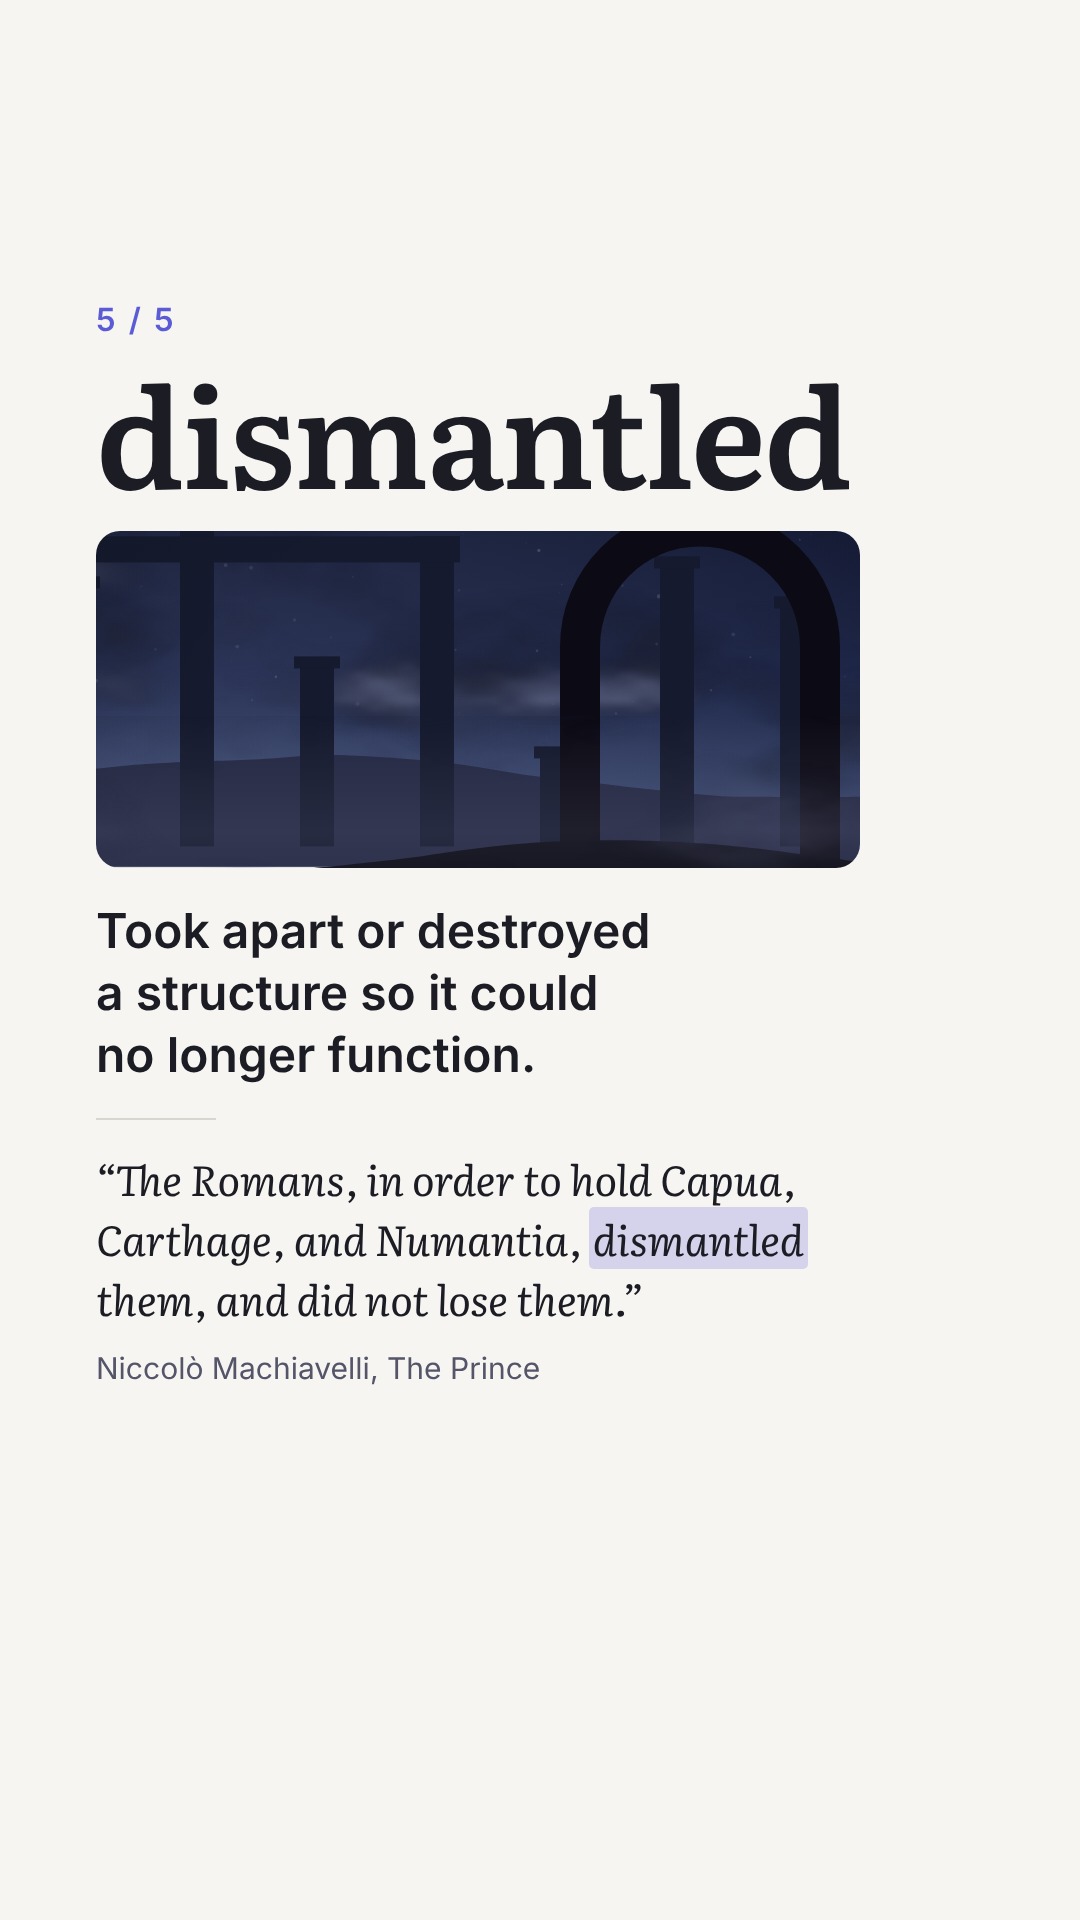 5 / 5
dismantled
Took apart or destroyed
a structure so it could
no longer function.
“The Romans, in order to hold Capua,
Carthage, and Numantia, dismantled
them, and did not lose them.”
Niccolò Machiavelli, The Prince